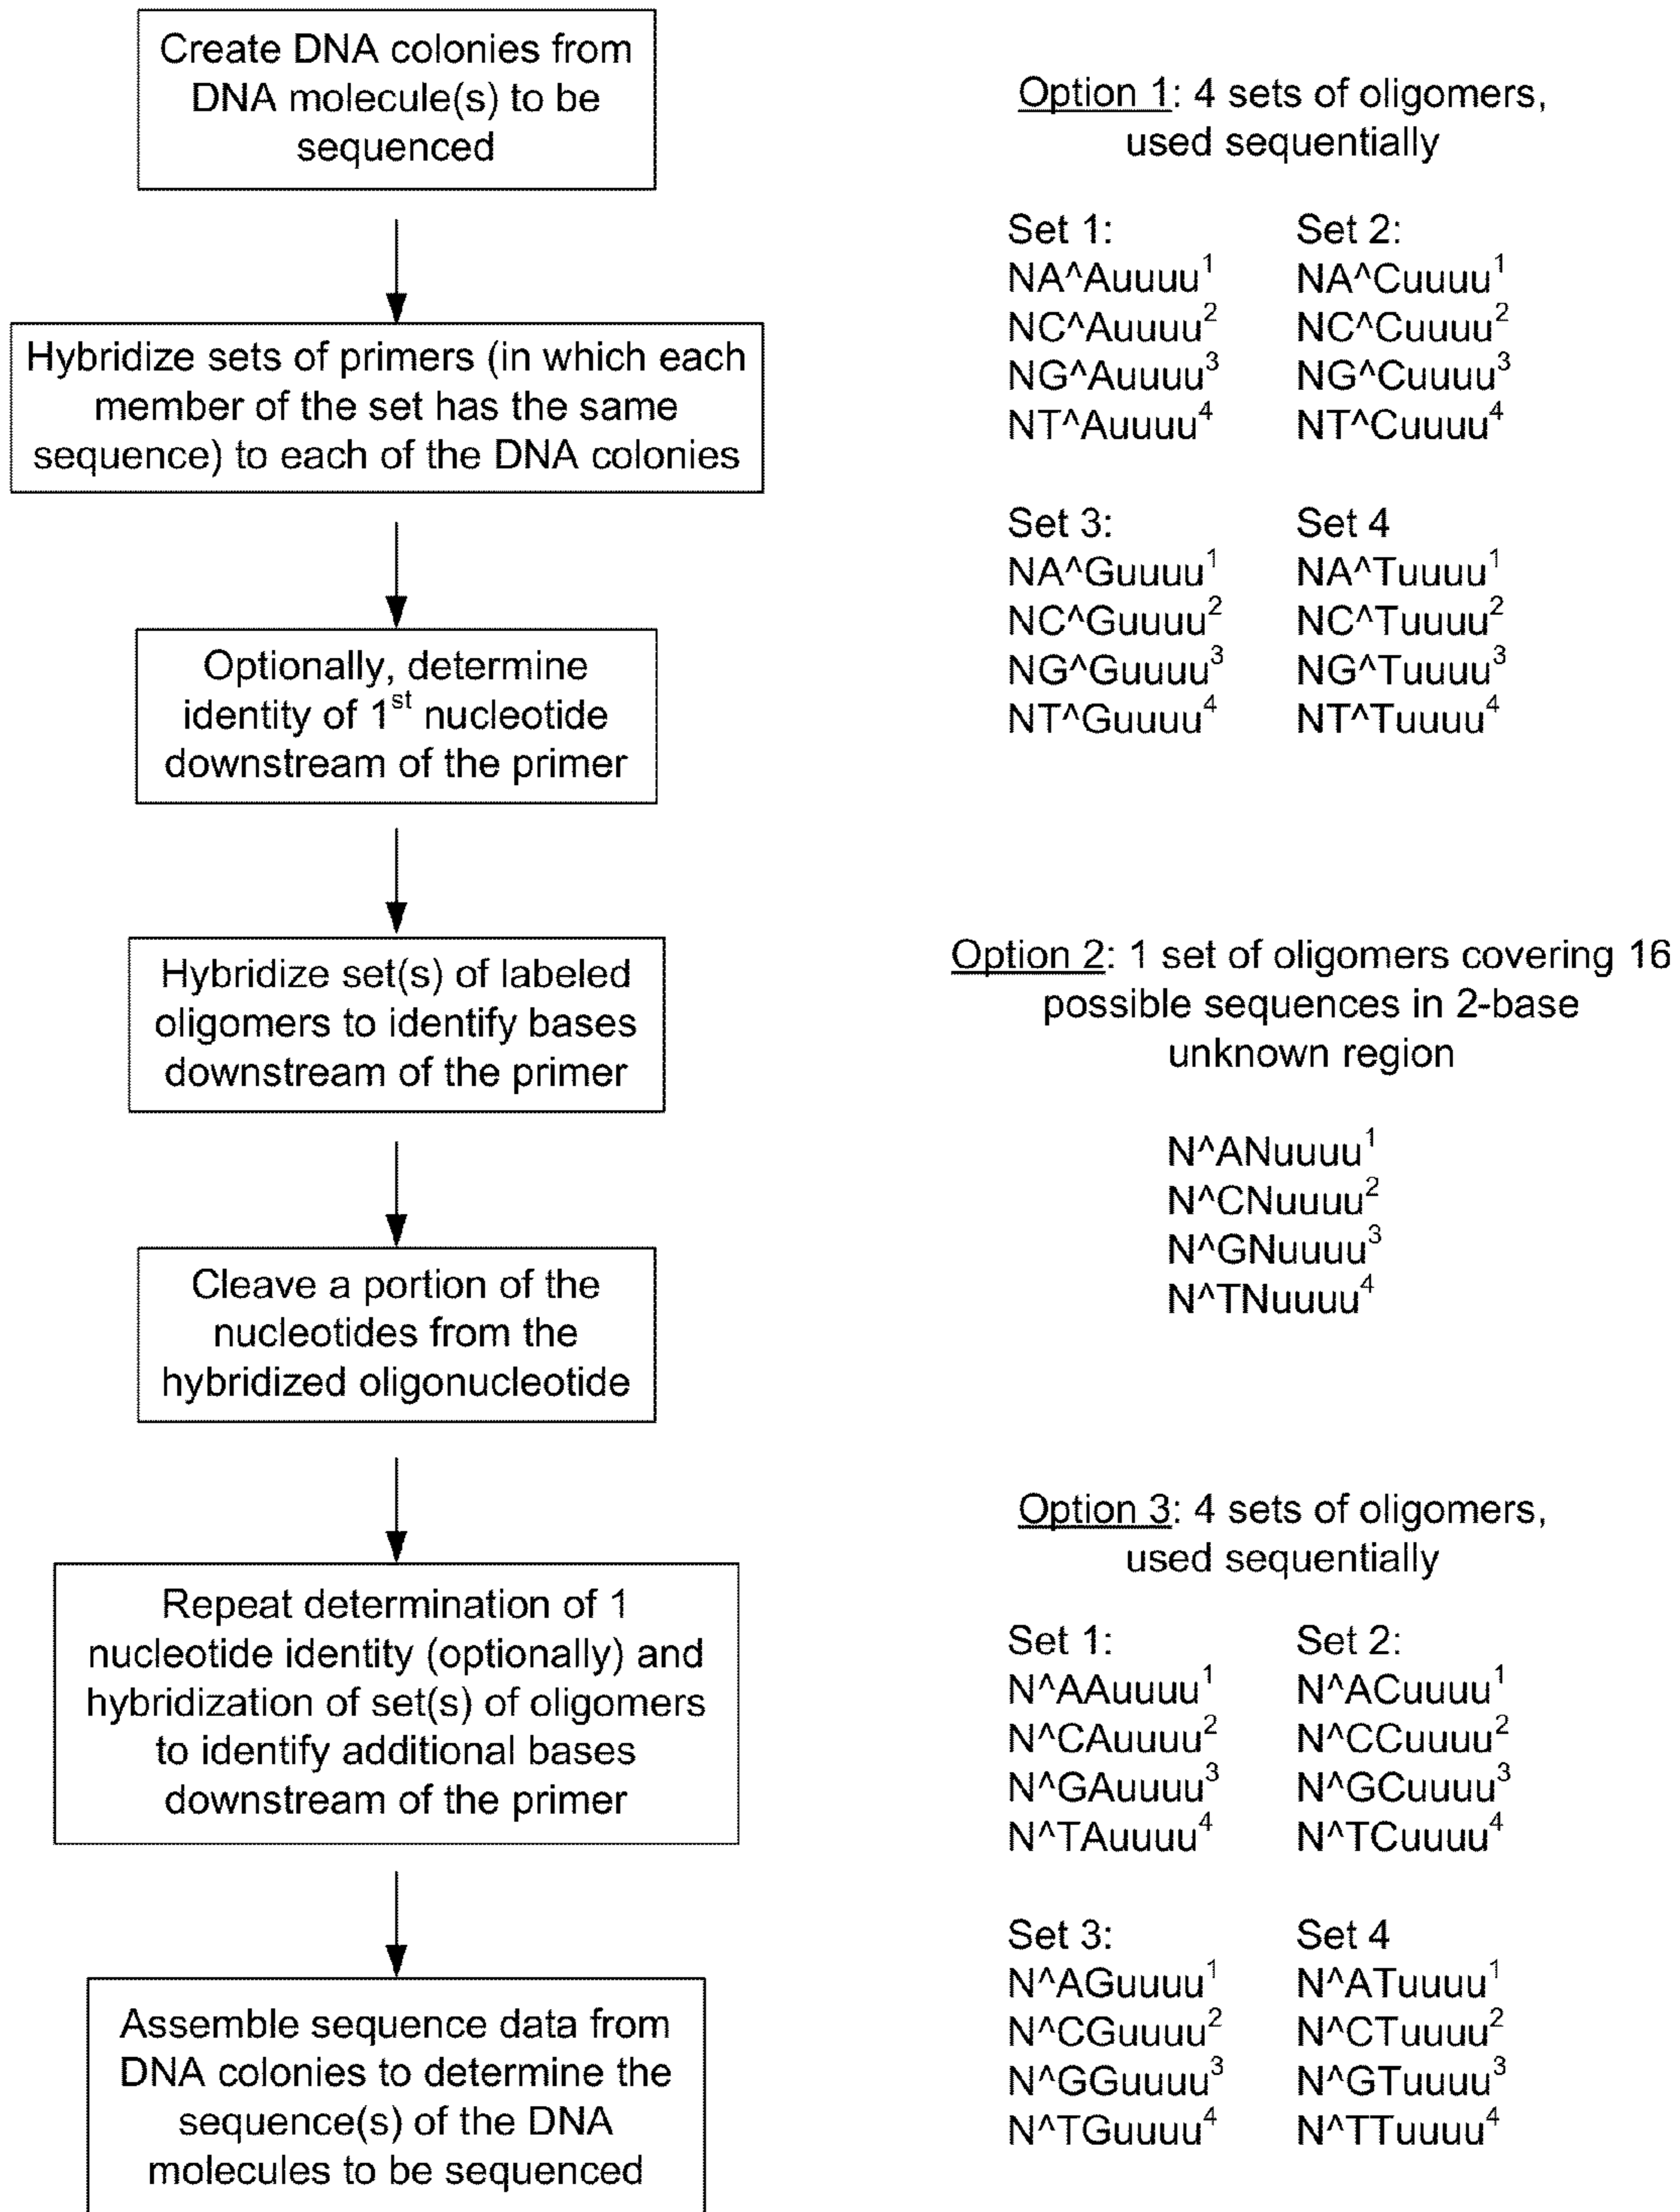 Create DNA colonies from
DNA molecule(s) to be
sequenced
Hybridize sets of primers (in which each
member of the set has the same
sequence) to each of the DNA colonies
Optionally, determine
identity of 1st nucleotide
downstream of the primer
Hybridize set(s) of labeled
oligomers to identify bases
downstream of the primer
Cleave a portion of the
nucleotides from the
hybridized oligonucleotide
Repeat determination of 1
nucleotide identity (optionally) and
hybridization of set(s) of oligomers
to identify additional bases
downstream of the primer
Assemble sequence data from
DNA colonies to determine the
sequence(s) of the DNA
molecules to be sequenced
Option 1: 4 sets of oligomers,
used sequentially
Set 1:
NA^Auuuu1
NC^Auuuu2
NG^Auuuu3
NT^Auuuu4
Set 2:
NA^Cuuuu1
NC^Cuuuu2
NG^Cuuuu3
NT^Cuuuu4
Set 3:
NA^Guuuu1
NC^Guuuu2
NG^Guuuu3
NT^Guuuu4
Set 4
NA^Tuuuu1
NC^Tuuuu2
NG^Tuuuu3
NT^Tuuuu4
Option 2: 1 set of oligomers covering 16
possible sequences in 2-base
unknown region
N^ANuuuu1
N^CNuuuu2
N^GNuuuu3
N^TNuuuu4
Option 3: 4 sets of oligomers,
used sequentially
Set 1:
N^AAuuuu1
N^CAuuuu2
N^GAuuuu3
N^TAuuuu4
Set 2:
N^ACuuuu1
N^CCuuuu2
N^GCuuuu3
N^TCuuuu4
Set 3:
N^AGuuuu1
N^CGuuuu2
N^GGuuuu3
N^TGuuuu4
Set 4
N^ATuuuu1
N^CTuuuu2
N^GTuuuu3
N^TTuuuu4